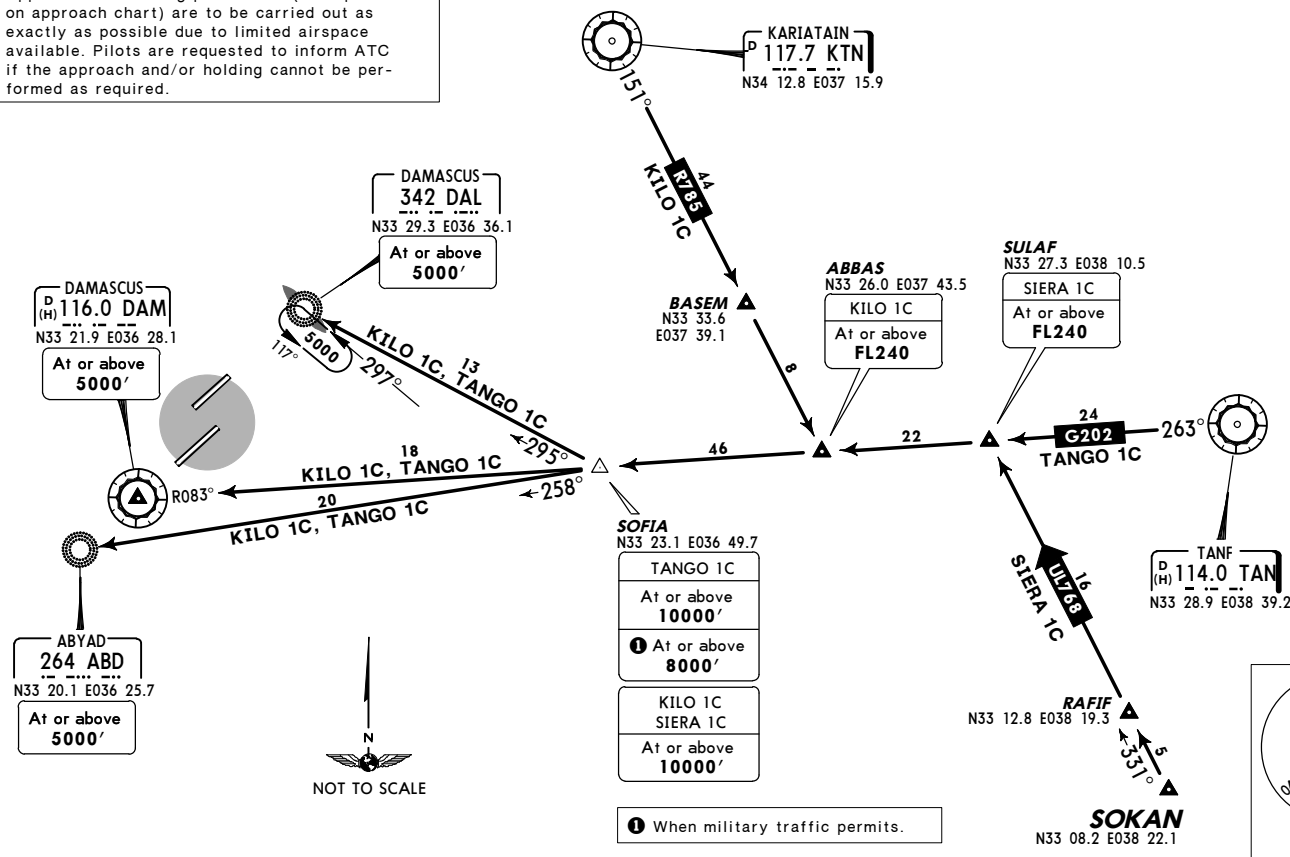 on approach chart) are to be carried out as
exactly as possible due to limited airspace
available. Pilots are requested to inform ATC
if the approach and/or holding cannot be per-
formed as required.
KARIATAIN
D 117.7 KTN
N34 12.8 E037 15.9
151°
44
R785
KILO 1C
DAMASCUS
342 DAL
N33 29.3 E036 36.1
At or above
5000'
DAMASCUS
D (H) 116.0 DAM
N33 21.9 E036 28.1
At or above
5000'
5000
117°
297°
13
KILO 1C, TANGO 1C
295°
BASEM
N33 33.6
E037 39.1
8
ABBAS
N33 26.0 E037 43.5
KILO 1C
At or above
FL240
SULAF
N33 27.3 E038 10.5
SIERA 1C
At or above
FL240
24
G202
TANGO 1C
263°
22
46
18
KILO 1C, TANGO 1C
R083°
258°
20
KILO 1C, TANGO 1C
SOFIA
N33 23.1 E036 49.7
TANGO 1C
At or above
10000'
1 At or above
8000'
KILO 1C
SIERA 1C
At or above
10000'
TANF
D (H) 114.0 TAN
N33 28.9 E038 39.2
16
UL768
SIERA 1C
ABYAD
264 ABD
N33 20.1 E036 25.7
At or above
5000'
N
NOT TO SCALE
RAFIF
N33 12.8 E038 19.3
5
331°
SOKAN
N33 08.2 E038 22.1
1 When military traffic permits.